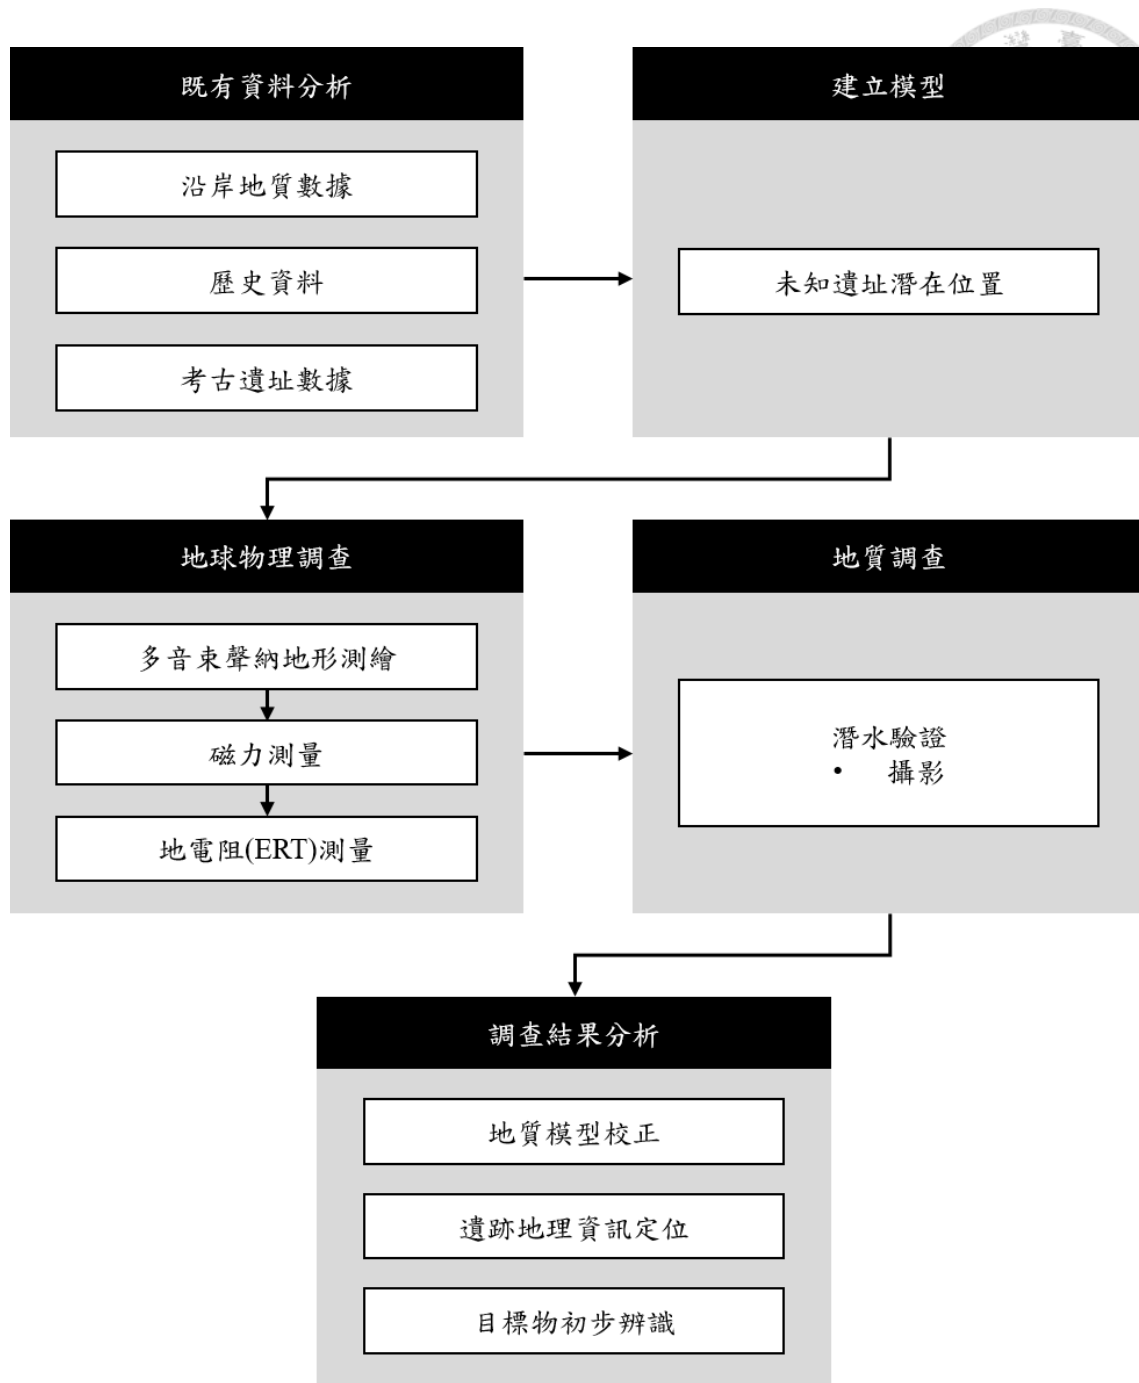 既有資料分析
沿岸地質數據
歷史資料
考古遺址數據
建立模型
未知遺址潛在位置
地球物理調查
多音束聲納地形測繪
磁力測量
地電阻(ERT)測量
地質調查
潛水驗證
• 攝影
調查結果分析
地質模型校正
遺跡地理資訊定位
目標物初步辨識